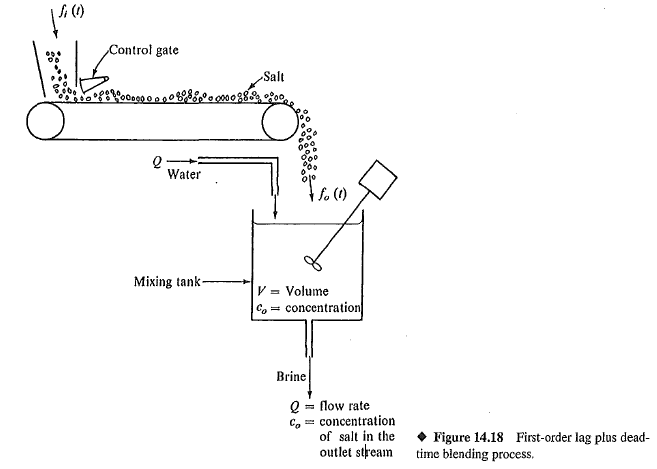 f_i (t)
Control gate
Salt
Q
Water
f_o (t)
Mixing tank
V = Volume
c_o = concentration
Brine
Q = flow rate
c_o = concentration
of salt in the
outlet stream
◆ Figure 14.18 First-order lag plus dead-
time blending process.